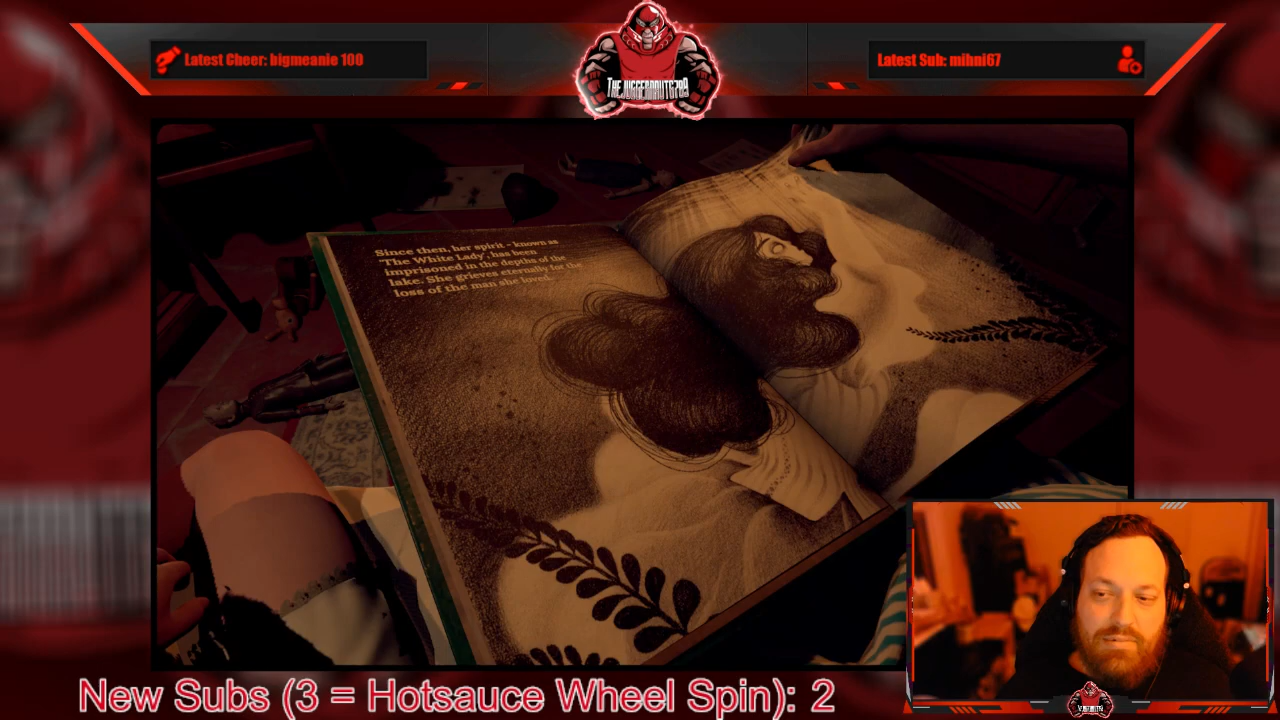 Latest Cheer: bigmeanie 100
THEJUGGERNAUT6789
Latest Sub: mihni67
Since then, her spirit - known as
'The White Lady', has been
imprisoned in the depths of the
lake. She grieves eternally for the
loss of the man she loved.
New Subs (3 = Hotsauce Wheel Spin): 2